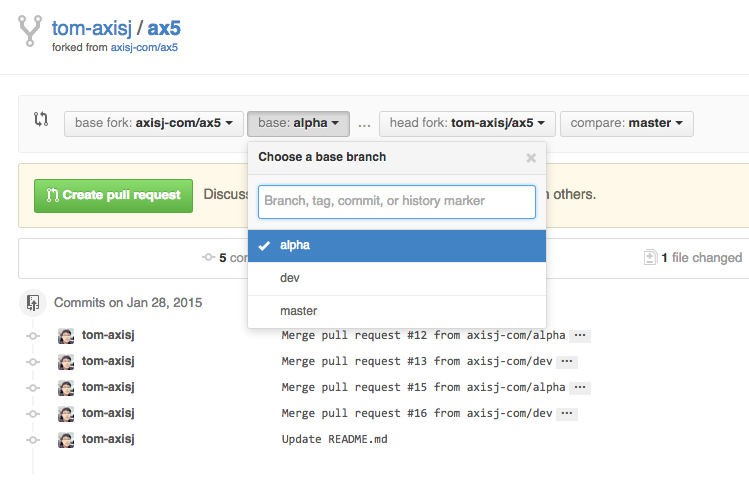 tom-axisj / ax5
forked from axisj-com/ax5
base fork: axisj-com/ax5 base: alpha ... head fork: tom-axisj/ax5 compare: master
Choose a base branch ×
Create pull request Discus others.
Branch, tag, commit, or history marker
alpha
5 co 1 file changed
dev
Commits on Jan 28, 2015
master
tom-axisj Merge pull request #12 from axisj-com/alpha ...
tom-axisj Merge pull request #13 from axisj-com/dev ...
tom-axisj Merge pull request #15 from axisj-com/alpha ...
tom-axisj Merge pull request #16 from axisj-com/dev ...
tom-axisj Update README.md